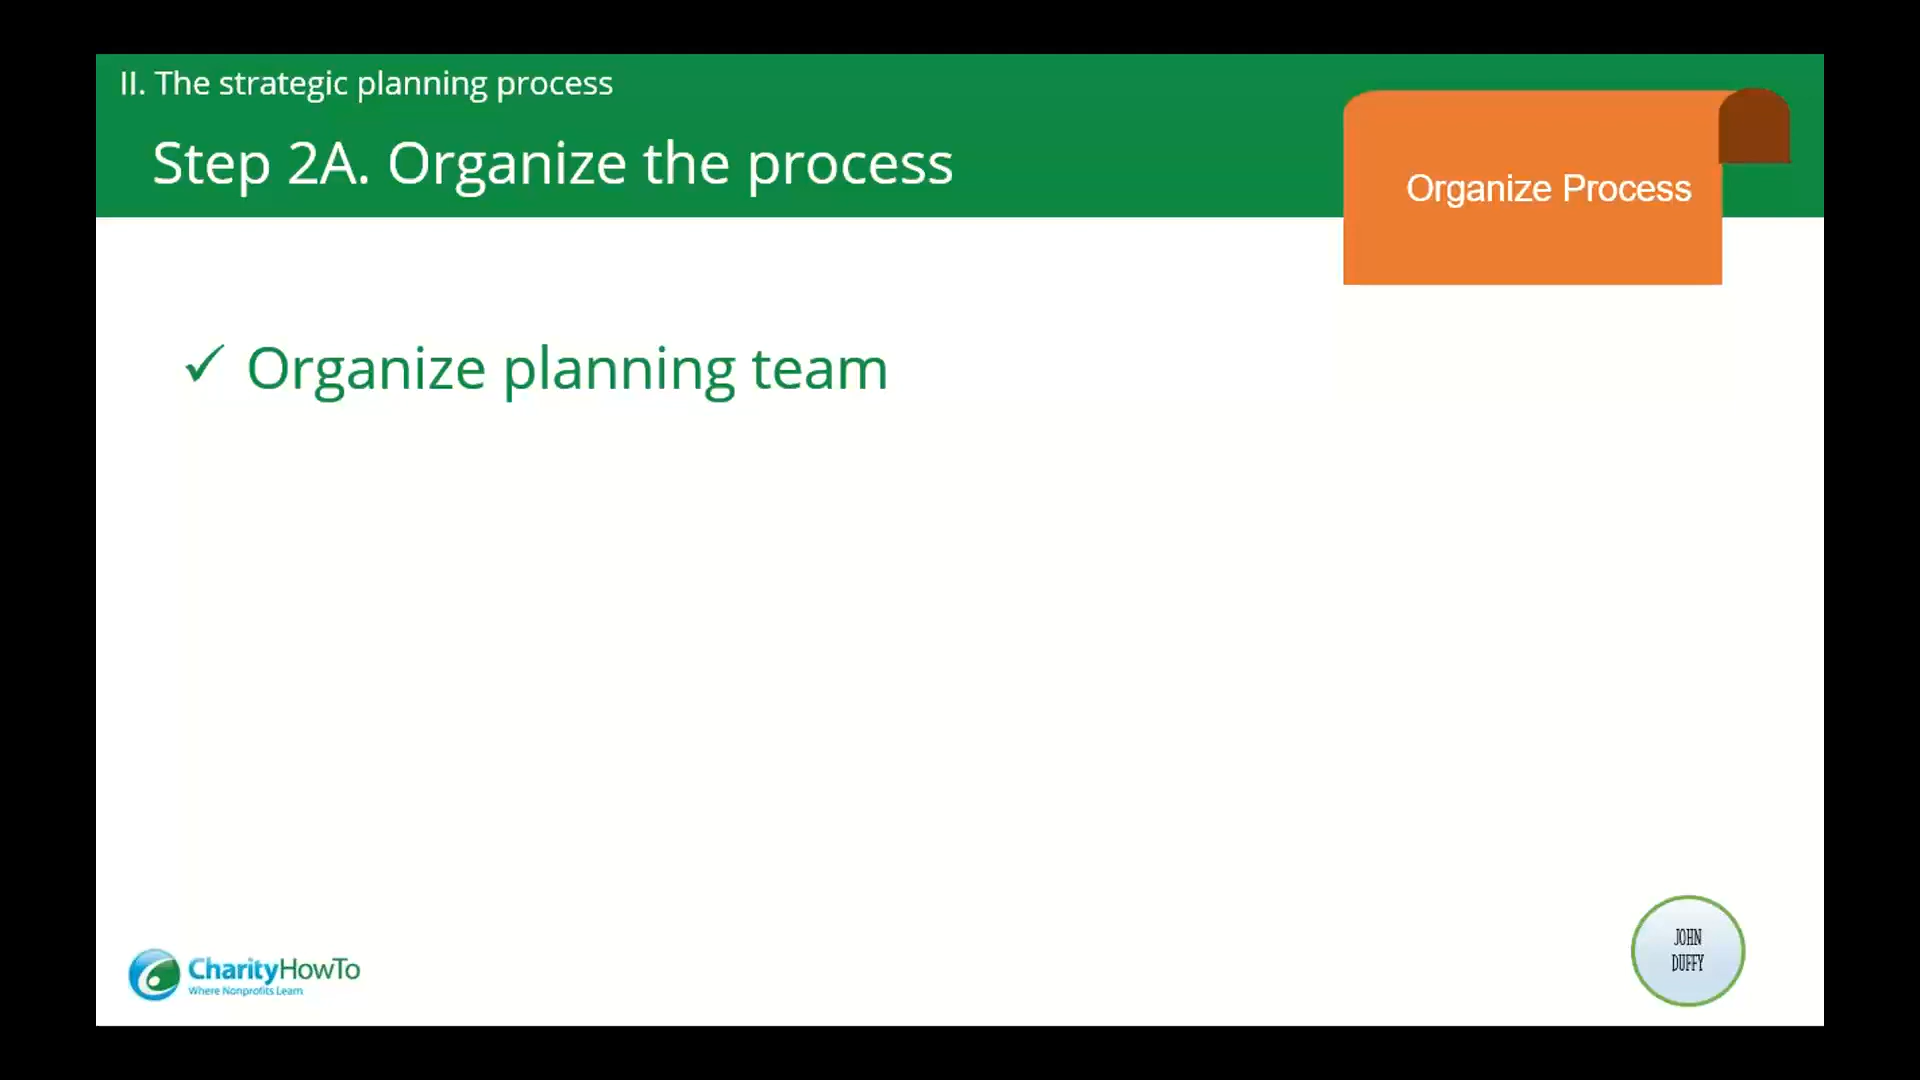 II. The strategic planning process
Step 2A. Organize the process
Organize Process
✓ Organize planning team
CharityHowTo
Where Nonprofits Learn
JOHN
DUFFY